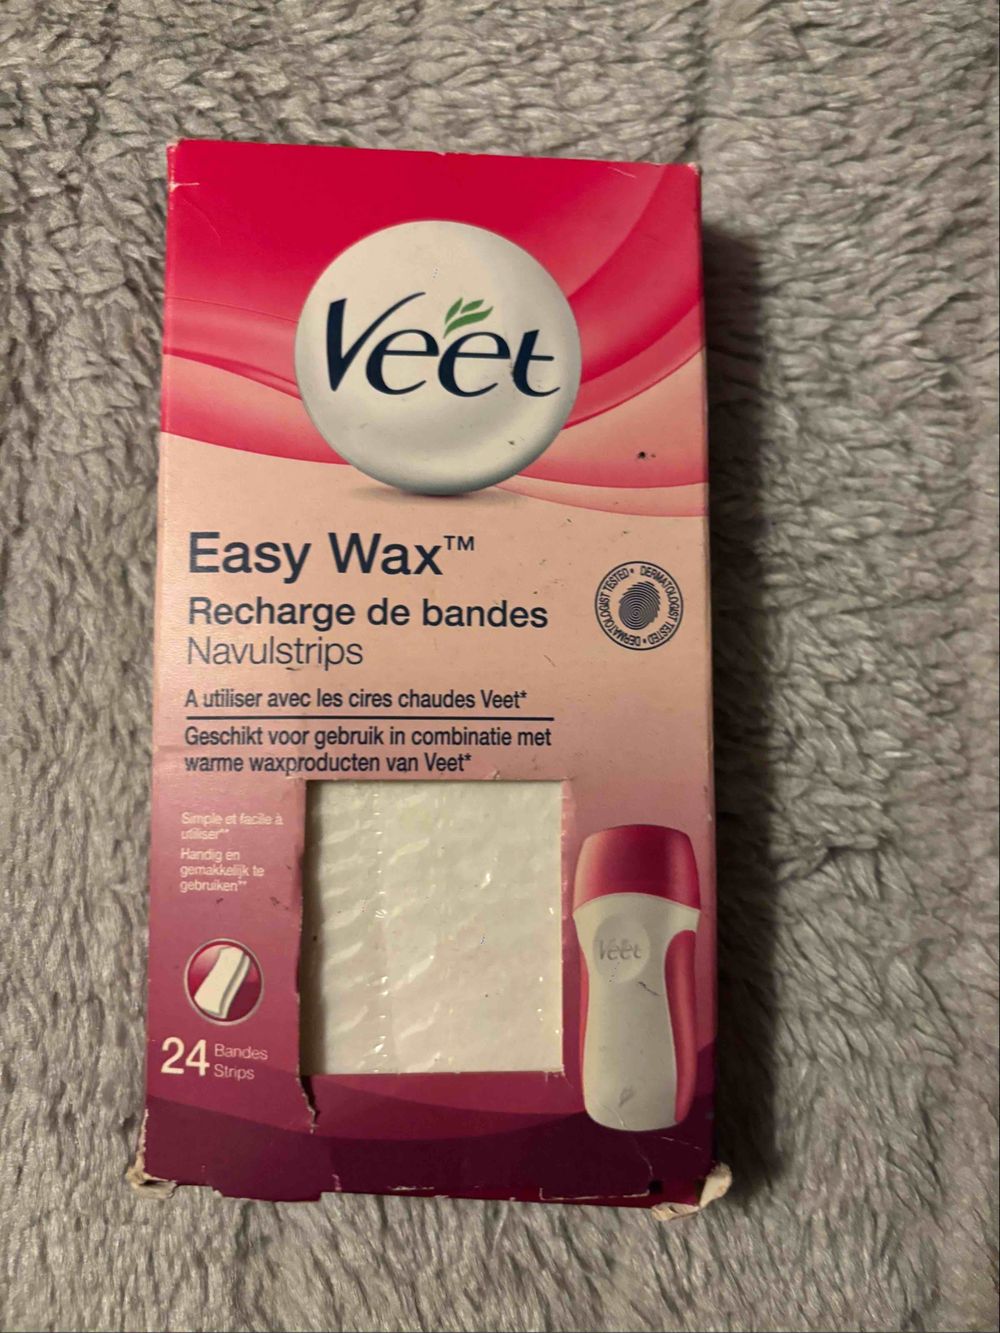 Veet
Easy Wax™
Recharge de bandes
Navulstrips
DERMATOLOGIST TESTED • DERMATOLOGIST TESTED •
A utiliser avec les cires chaudes Veet*
Geschikt voor gebruik in combinatie met
warme waxproducten van Veet*
Simple et facile à
utiliser**
Handig en
gemakkelijk te
gebruiken**
Veet
24 Bandes
Strips